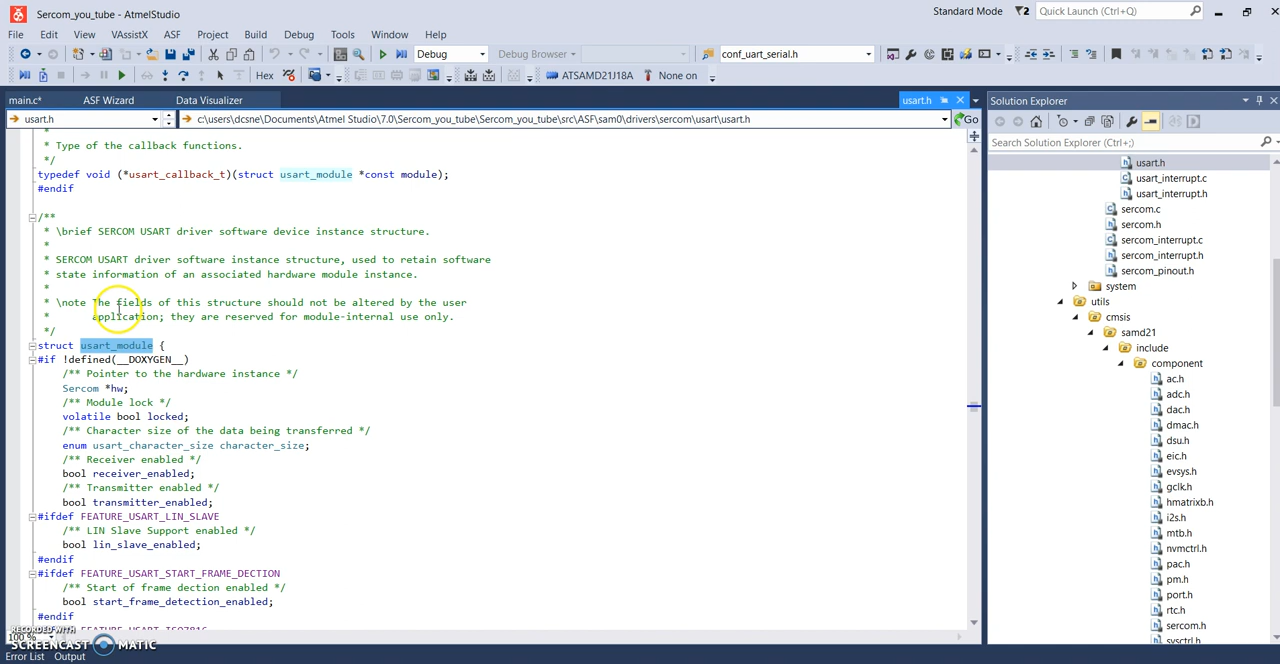 Sercom_you_tube - AtmelStudio
Standard Mode
2
Quick Launch (Ctrl+Q)
File Edit View VAssistX ASF Project Build Debug Tools Window Help
Debug
Debug Browser
conf_uart_serial.h
Hex
ATSAMD21J18A
None on
main.c*
ASF Wizard
Data Visualizer
usart.h
usart.h
c:\users\dcshe\Documents\Atmel Studio\7.0\Sercom_you_tube\Sercom_you_tube\src\ASF\sam0\drivers\sercom\usart\usart.h
Go
*
* Type of the callback functions.
*/
typedef void (*usart_callback_t)(struct usart_module *const module);
#endif
/**
* \brief SERCOM USART driver software device instance structure.
*
* SERCOM USART driver software instance structure, used to retain software
* state information of an associated hardware module instance.
*
* \note The fields of this structure should not be altered by the user
* application; they are reserved for module-internal use only.
*/
struct usart_module {
#if !defined(__DOXYGEN__)
/** Pointer to the hardware instance */
Sercom *hw;
/** Module lock */
volatile bool locked;
/** Character size of the data being transferred */
enum usart_character_size character_size;
/** Receiver enabled */
bool receiver_enabled;
/** Transmitter enabled */
bool transmitter_enabled;
#ifdef FEATURE_USART_LIN_SLAVE
/** LIN Slave Support enabled */
bool lin_slave_enabled;
#endif
#ifdef FEATURE_USART_START_FRAME_DECTION
/** Start of frame dection enabled */
bool start_frame_detection_enabled;
#endif
#ifdef FEATURE_USART_ISO7816
100 %
RECORDED WITH
SCREENCAST MATIC
Error List Output
Solution Explorer
Search Solution Explorer (Ctrl+;)
usart.h
usart_interrupt.c
usart_interrupt.h
sercom.c
sercom.h
sercom_interrupt.c
sercom_interrupt.h
sercom_pinout.h
system
utils
cmsis
samd21
include
component
ac.h
adc.h
dac.h
dmac.h
dsu.h
eic.h
evsys.h
gclk.h
hmatrixb.h
i2s.h
mtb.h
nvmctrl.h
pac.h
pm.h
port.h
rtc.h
sercom.h
sysctrl.h